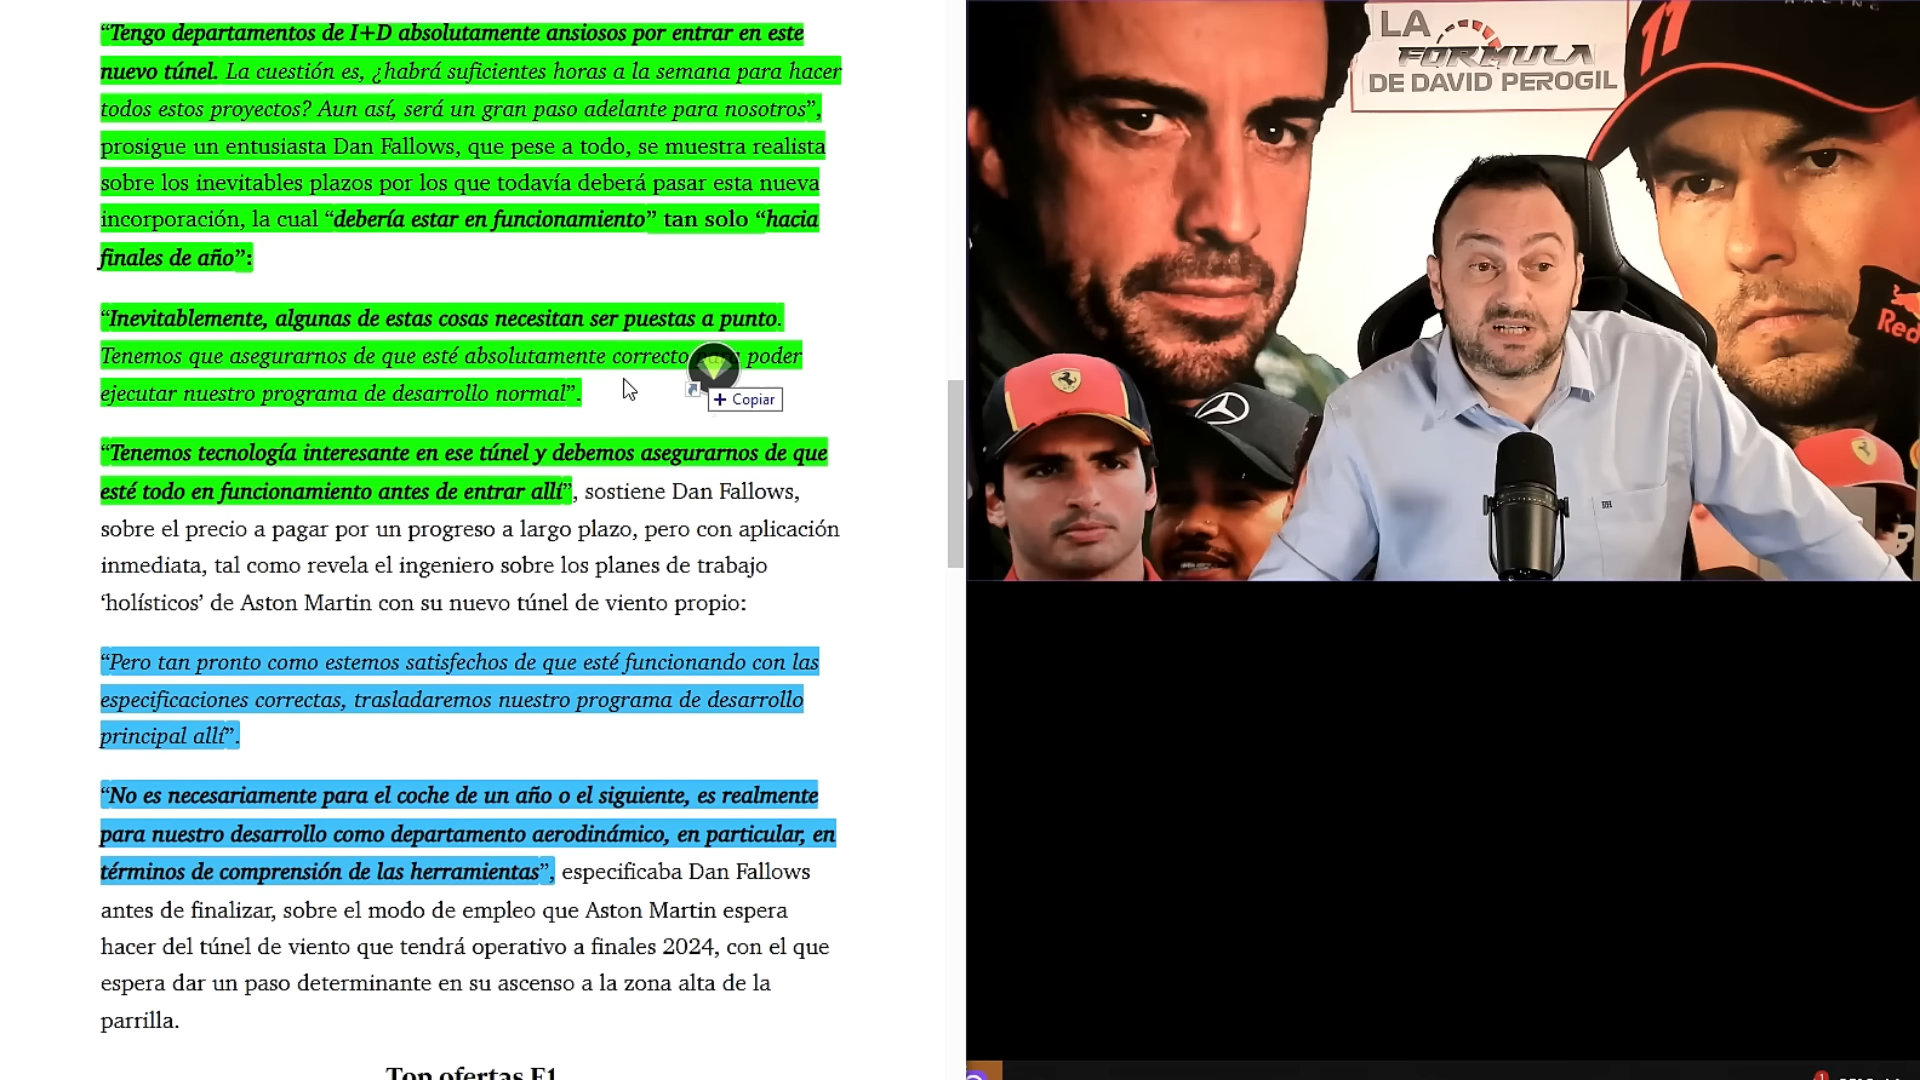 “Tengo departamentos de I+D absolutamente ansiosos por entrar en este
nuevo túnel. La cuestión es, ¿habrá suficientes horas a la semana para hacer
todos estos proyectos? Aun así, será un gran paso adelante para nosotros”,
prosigue un entusiasta Dan Fallows, que pese a todo, se muestra realista
sobre los inevitables plazos por los que todavía deberá pasar esta nueva
incorporación, la cual “debería estar en funcionamiento” tan solo “hacia
finales de año”:
“Inevitablemente, algunas de estas cosas necesitan ser puestas a punto.
Tenemos que asegurarnos de que esté absolutamente correcto para poder
ejecutar nuestro programa de desarrollo normal”.
+ Copiar
“Tenemos tecnología interesante en ese túnel y debemos asegurarnos de que
esté todo en funcionamiento antes de entrar allí”, sostiene Dan Fallows,
sobre el precio a pagar por un progreso a largo plazo, pero con aplicación
inmediata, tal como revela el ingeniero sobre los planes de trabajo
‘holísticos’ de Aston Martin con su nuevo túnel de viento propio:
“Pero tan pronto como estemos satisfechos de que esté funcionando con las
especificaciones correctas, trasladaremos nuestro programa de desarrollo
principal allí”.
“No es necesariamente para el coche de un año o el siguiente, es realmente
para nuestro desarrollo como departamento aerodinámico, en particular, en
términos de comprensión de las herramientas”, especificaba Dan Fallows
antes de finalizar, sobre el modo de empleo que Aston Martin espera
hacer del túnel de viento que tendrá operativo a finales 2024, con el que
espera dar un paso determinante en su ascenso a la zona alta de la
parrilla.
Top ofertas F1
LA
FÓRMULA
DE DAVID PEROGIL
11
Red